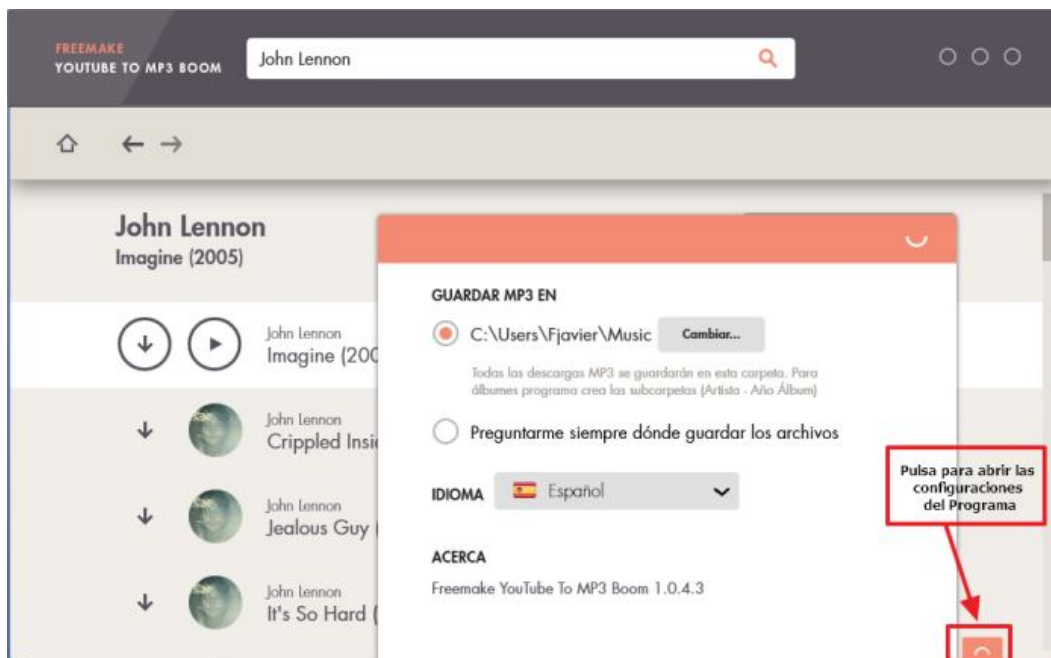 FREEMAKE
YOUTUBE TO MP3 BOOM
John Lennon
John Lennon
Imagine (2005)
GUARDAR MP3 EN
C:\Users\Fjavier\Music
Cambiar...
Todas las descargas MP3 se guardarán en esta carpeta. Para
álbumes programa crea las subcarpetas (Artista - Año Álbum)
Preguntarme siempre dónde guardar los archivos
IDIOMA
Español
ACERCA
Freemake YouTube To MP3 Boom 1.0.4.3
John Lennon
Imagine (200
John Lennon
Crippled Insi
John Lennon
Jealous Guy (
John Lennon
It's So Hard (
Pulsa para abrir las
configuraciones
del Programa